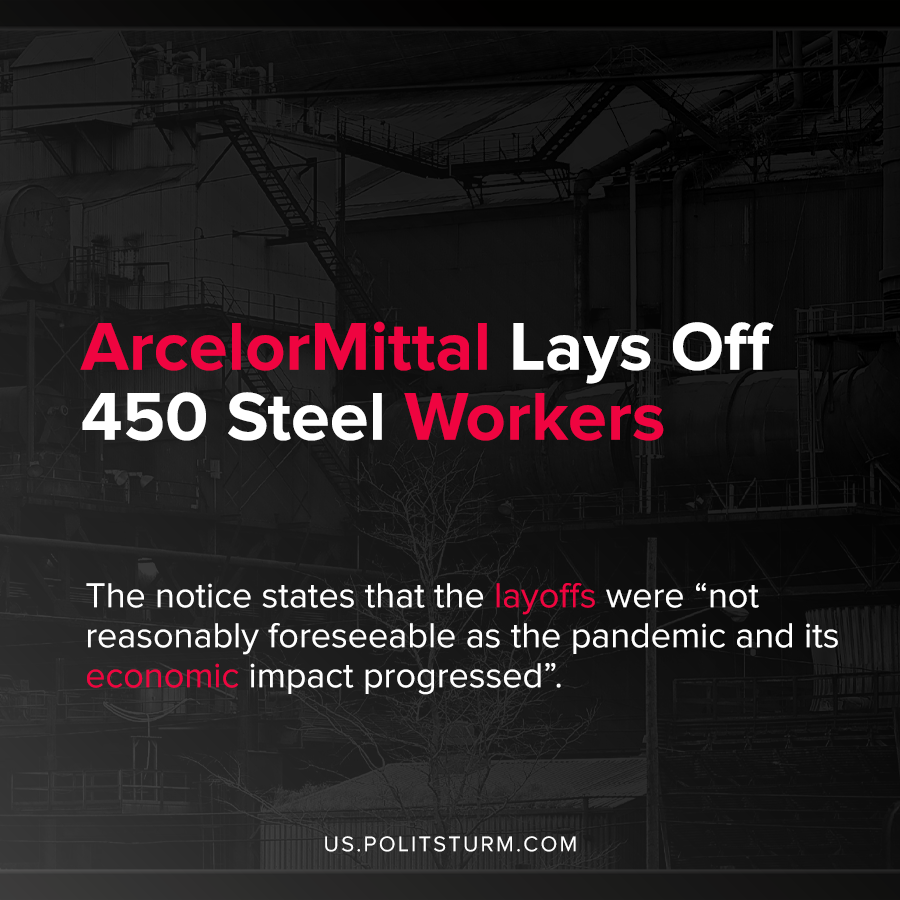 ArcelorMittal Lays Off
450 Steel Workers
The notice states that the layoffs were “not
reasonably foreseeable as the pandemic and its
economic impact progressed”.
US.POLITSTURM.COM